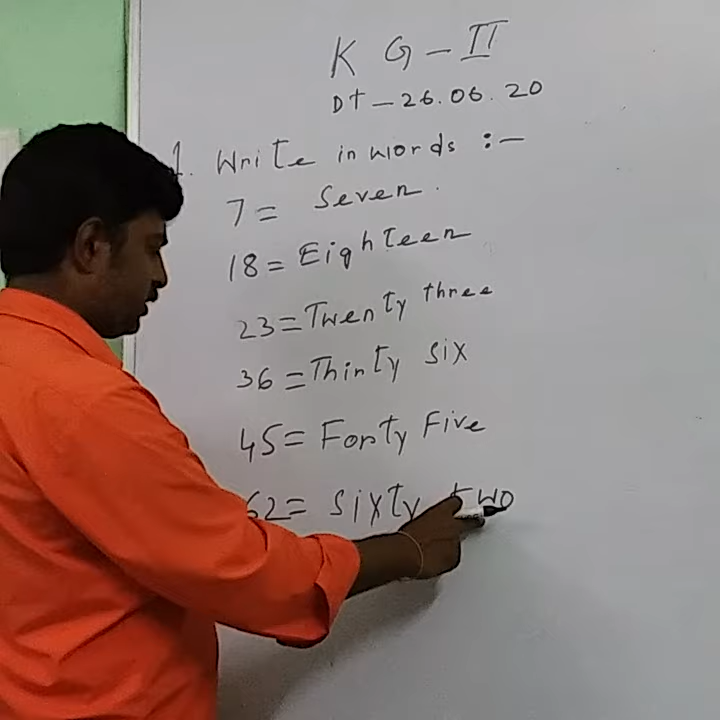 K G - II
DT - 26.06.20
1. Write in words :-
7 = Seven.
18 = Eighteen
23 = Twenty three
36 = Thirty six
45 = Forty Five
62 = sixty two